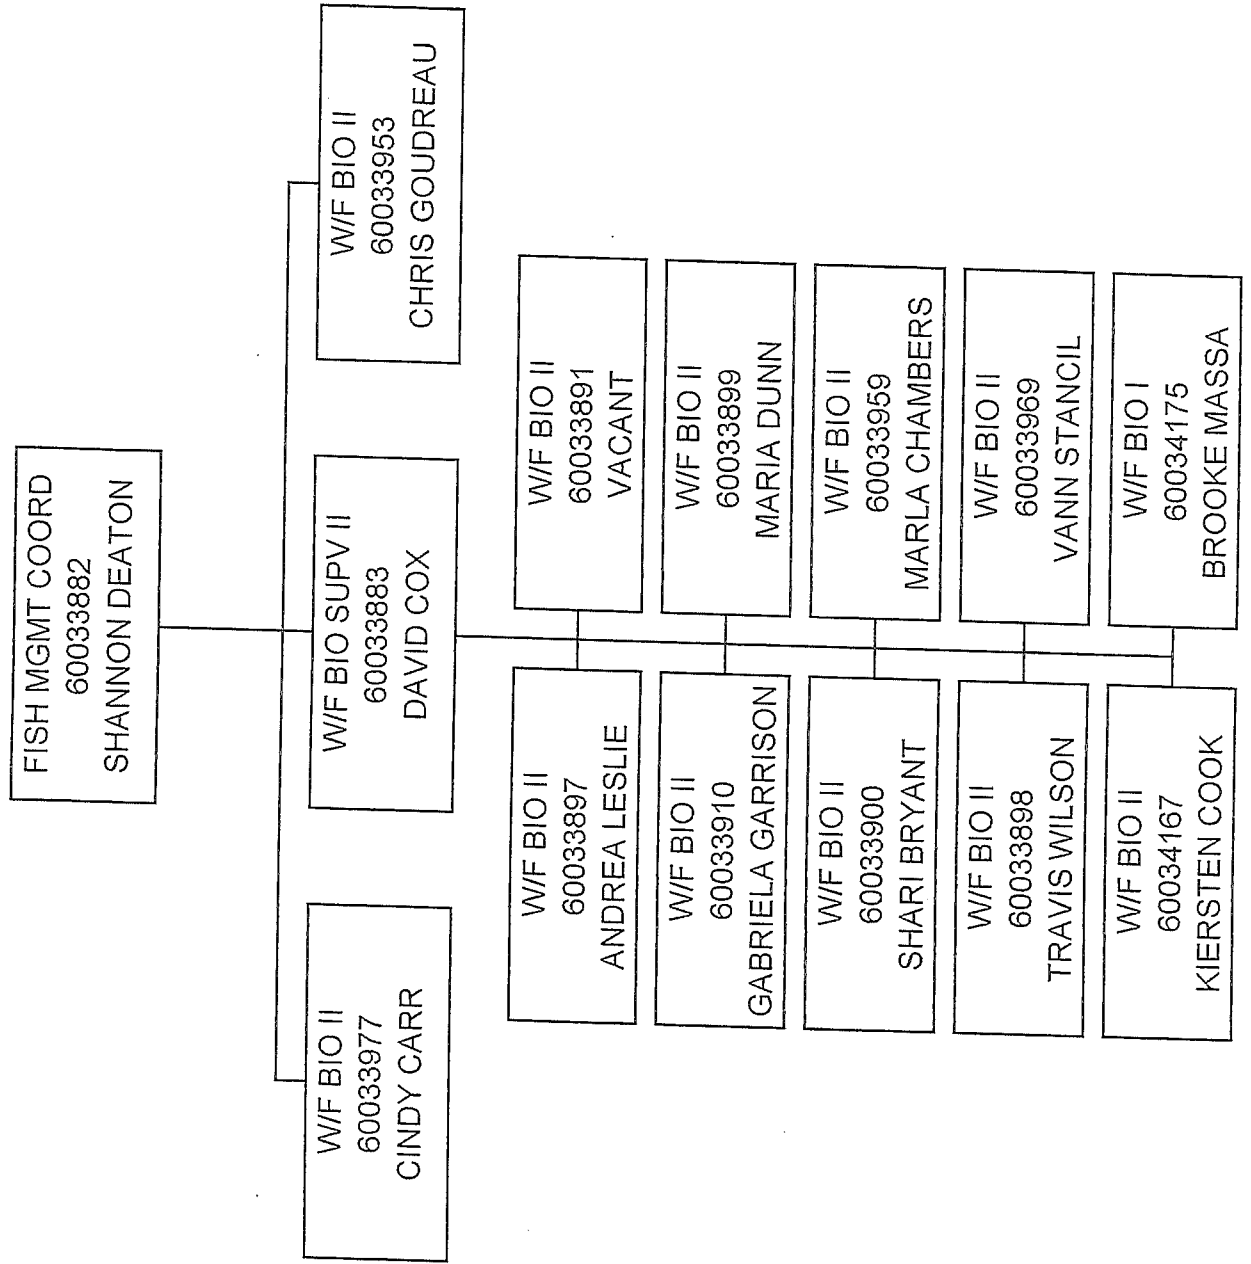 FISH MGMT COORD
60033882
SHANNON DEATON
W/F BIO II
60033977
CINDY CARR
W/F BIO SUPV II
60033883
DAVID COX
W/F BIO II
60033953
CHRIS GOUDREAU
W/F BIO II
60033897
ANDREA LESLIE
W/F BIO II
60033891
VACANT
W/F BIO II
60033910
GABRIELA GARRISON
W/F BIO II
60033899
MARIA DUNN
W/F BIO II
60033900
SHARI BRYANT
W/F BIO II
60033959
MARLA CHAMBERS
W/F BIO II
60033898
TRAVIS WILSON
W/F BIO II
60033969
VANN STANCIL
W/F BIO II
60034167
KIERSTEN COOK
W/F BIO I
60034175
BROOKE MASSA